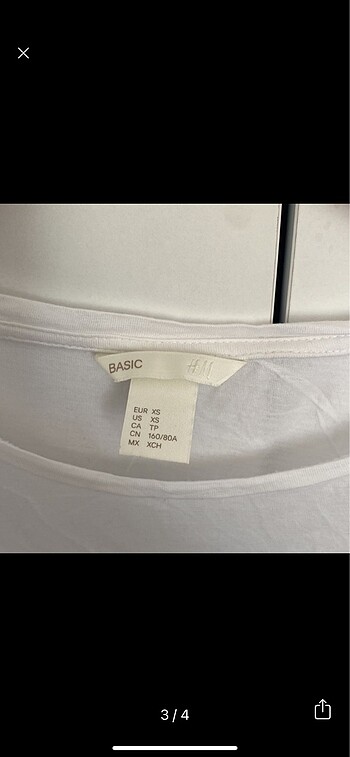 BASIC H&M
EUR XS
US XS
CA TP
CN 160/80A
MX XCH
3 / 4